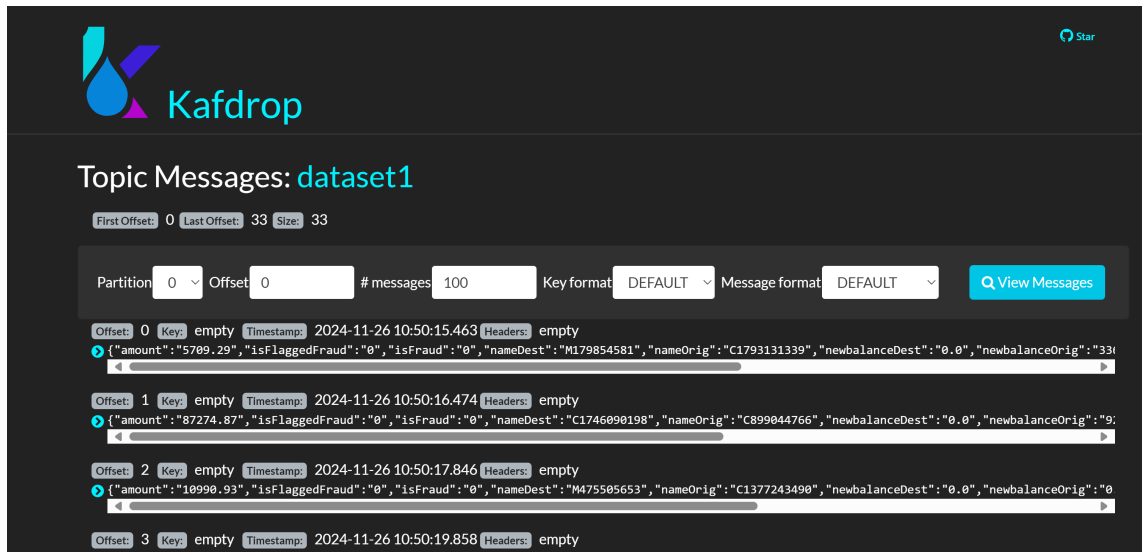 Star
Kafdrop
Topic Messages: dataset1
First Offset: 0 Last Offset: 33 Size: 33
Partition 0 Offset 0 # messages 100 Key format DEFAULT Message format DEFAULT View Messages
Offset: 0 Key: empty Timestamp: 2024-11-26 10:50:15.463 Headers: empty
{"amount":"5709.29","isFlaggedFraud":"0","isFraud":"0","nameDest":"M179854581","nameOrig":"C1793131339","newbalanceDest":"0.0","newbalanceOrig":"336
Offset: 1 Key: empty Timestamp: 2024-11-26 10:50:16.474 Headers: empty
{"amount":"87274.87","isFlaggedFraud":"0","isFraud":"0","nameDest":"C1746090198","nameOrig":"C899044766","newbalanceDest":"0.0","newbalanceOrig":"92
Offset: 2 Key: empty Timestamp: 2024-11-26 10:50:17.846 Headers: empty
{"amount":"10990.93","isFlaggedFraud":"0","isFraud":"0","nameDest":"M475505653","nameOrig":"C1377243490","newbalanceDest":"0.0","newbalanceOrig":"0
Offset: 3 Key: empty Timestamp: 2024-11-26 10:50:19.858 Headers: empty